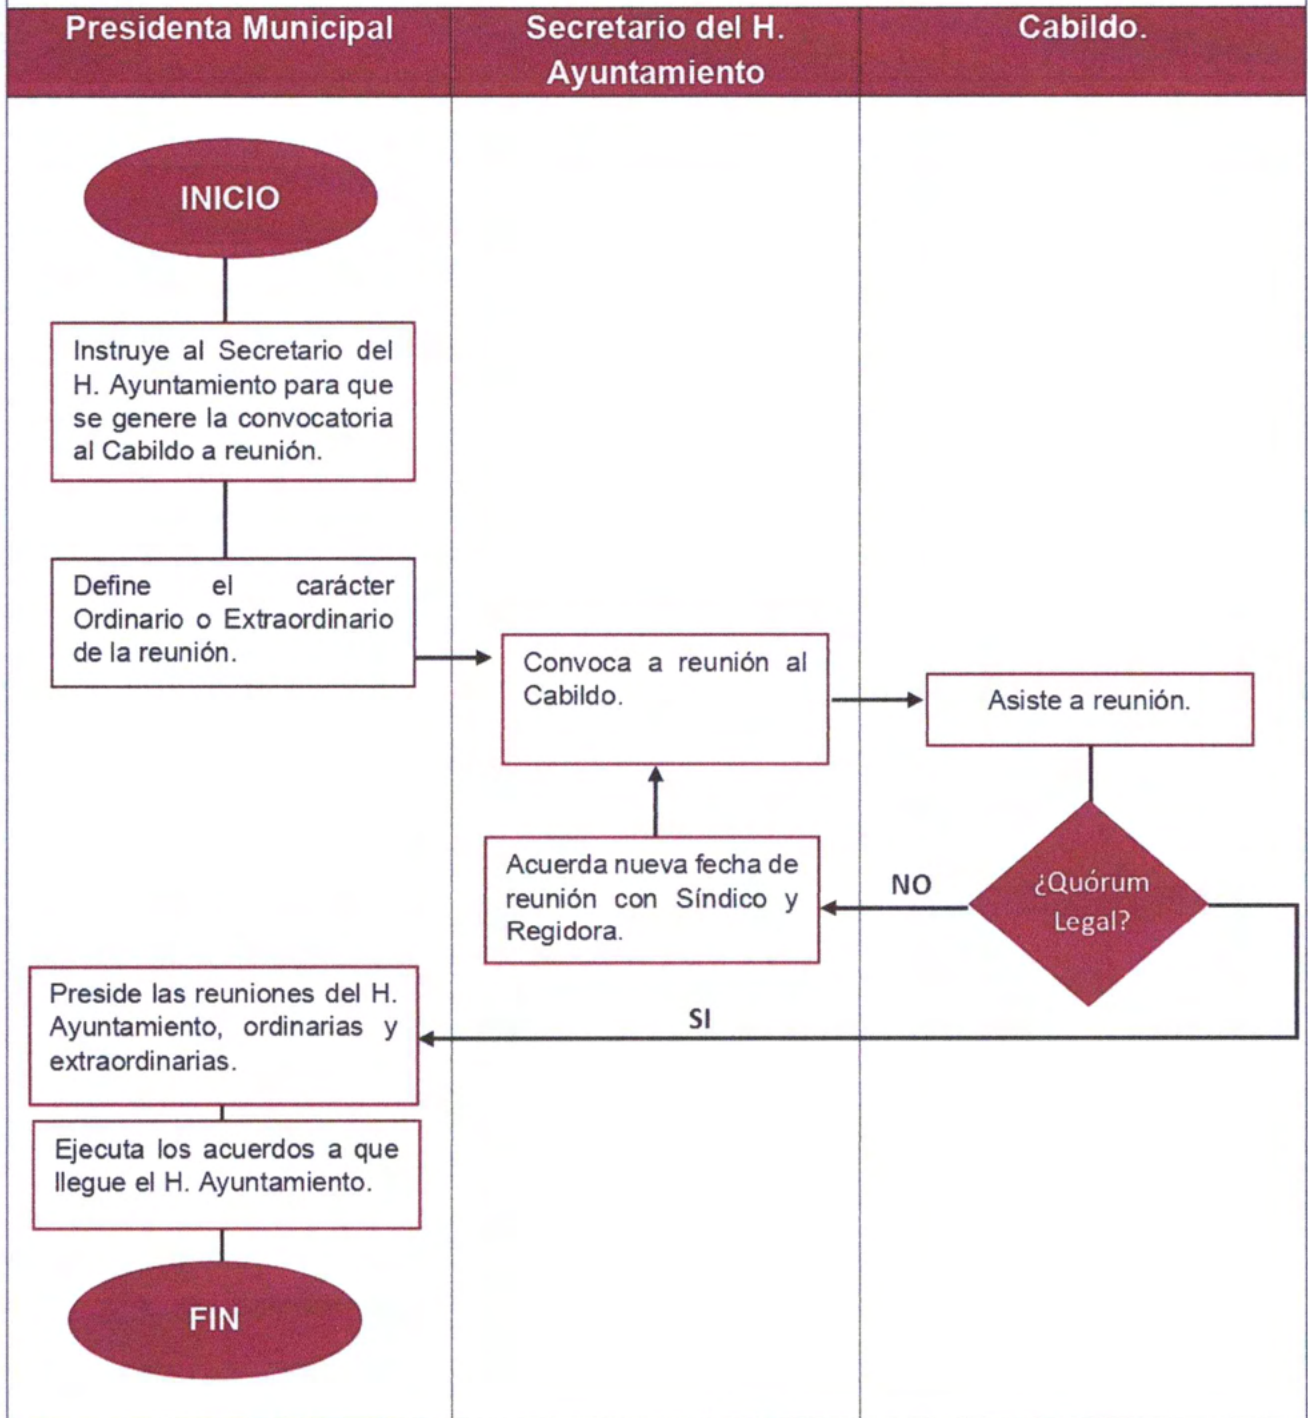 Presidenta Municipal
Secretario del H.
Ayuntamiento
Cabildo.
INICIO
Instruye al Secretario del
H. Ayuntamiento para que
se genere la convocatoria
al Cabildo a reunión.
Define el carácter
Ordinario o Extraordinario
de la reunión.
Convoca a reunión al
Cabildo.
Asiste a reunión.
¿Quórum
Legal?
NO
Acuerda nueva fecha de
reunión con Síndico y
Regidora.
SI
Preside las reuniones del H.
Ayuntamiento, ordinarias y
extraordinarias.
Ejecuta los acuerdos a que
llegue el H. Ayuntamiento.
FIN